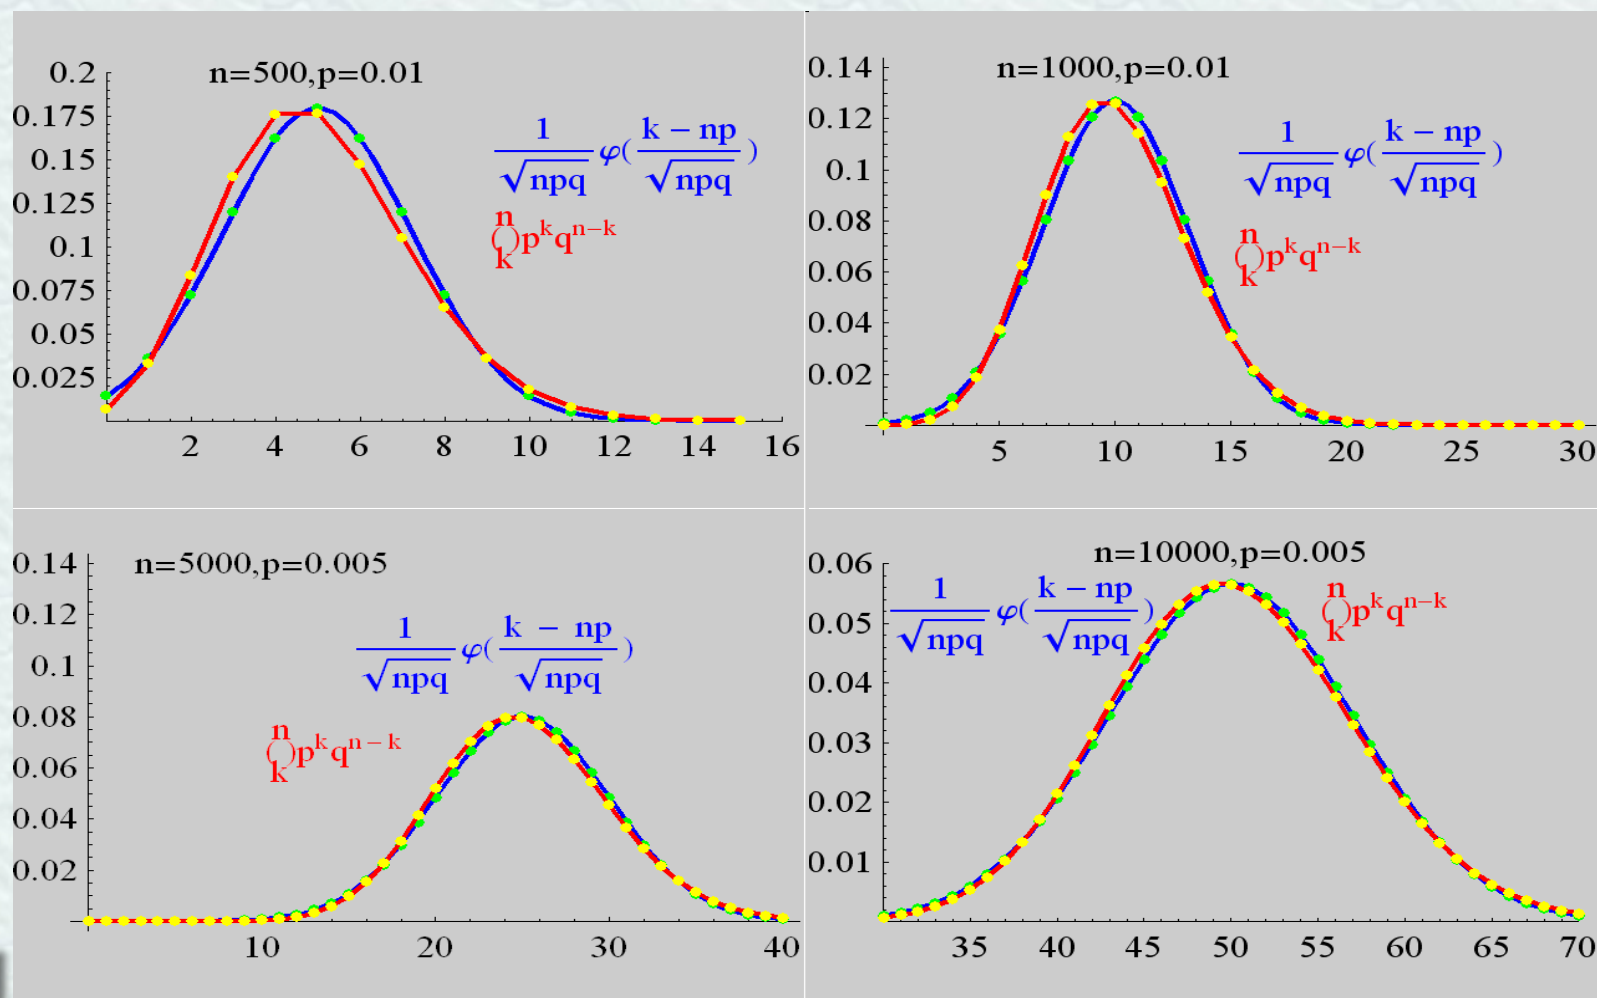 n=500,p=0.01
0.2
0.175
0.15
0.125
0.1
0.075
0.05
0.025
2 4 6 8 10 12 14 16
1/√npq φ(k − np/√npq)
(n k)p^k q^n−k
n=1000,p=0.01
0.14
0.12
0.1
0.08
0.06
0.04
0.02
5 10 15 20 25 30
1/√npq φ(k − np/√npq)
(n k)p^k q^n−k
n=5000,p=0.005
0.14
0.12
0.1
0.08
0.06
0.04
0.02
10 20 30 40
1/√npq φ(k − np/√npq)
(n k)p^k q^n−k
n=10000,p=0.005
0.06
0.05
0.04
0.03
0.02
0.01
35 40 45 50 55 60 65 70
1/√npq φ(k − np/√npq)
(n k)p^k q^n−k